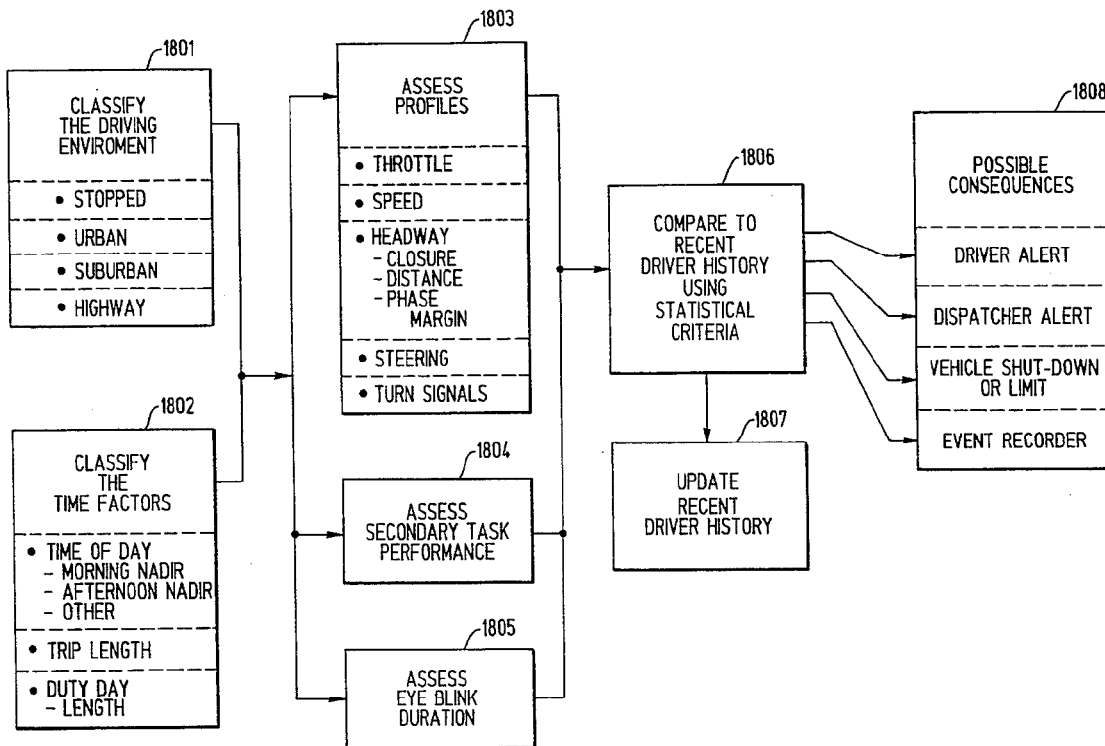 1801
CLASSIFY
THE DRIVING
ENVIROMENT
• STOPPED
• URBAN
• SUBURBAN
• HIGHWAY
1802
CLASSIFY
THE
TIME FACTORS
• TIME OF DAY
- MORNING NADIR
- AFTERNOON NADIR
- OTHER
• TRIP LENGTH
• DUTY DAY
- LENGTH
1803
ASSESS
PROFILES
• THROTTLE
• SPEED
• HEADWAY
- CLOSURE
- DISTANCE
- PHASE
MARGIN
• STEERING
• TURN SIGNALS
1804
ASSESS
SECONDARY TASK
PERFORMANCE
1805
ASSESS
EYE BLINK
DURATION
1806
COMPARE TO
RECENT
DRIVER HISTORY
USING
STATISTICAL
CRITERIA
1807
UPDATE
RECENT
DRIVER HISTORY
1808
POSSIBLE
CONSEQUENCES
DRIVER ALERT
DISPATCHER ALERT
VEHICLE SHUT-DOWN
OR LIMIT
EVENT RECORDER